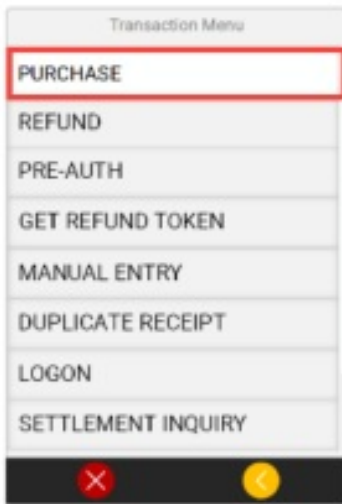 Transaction Menu
PURCHASE
REFUND
PRE-AUTH
GET REFUND TOKEN
MANUAL ENTRY
DUPLICATE RECEIPT
LOGON
SETTLEMENT INQUIRY